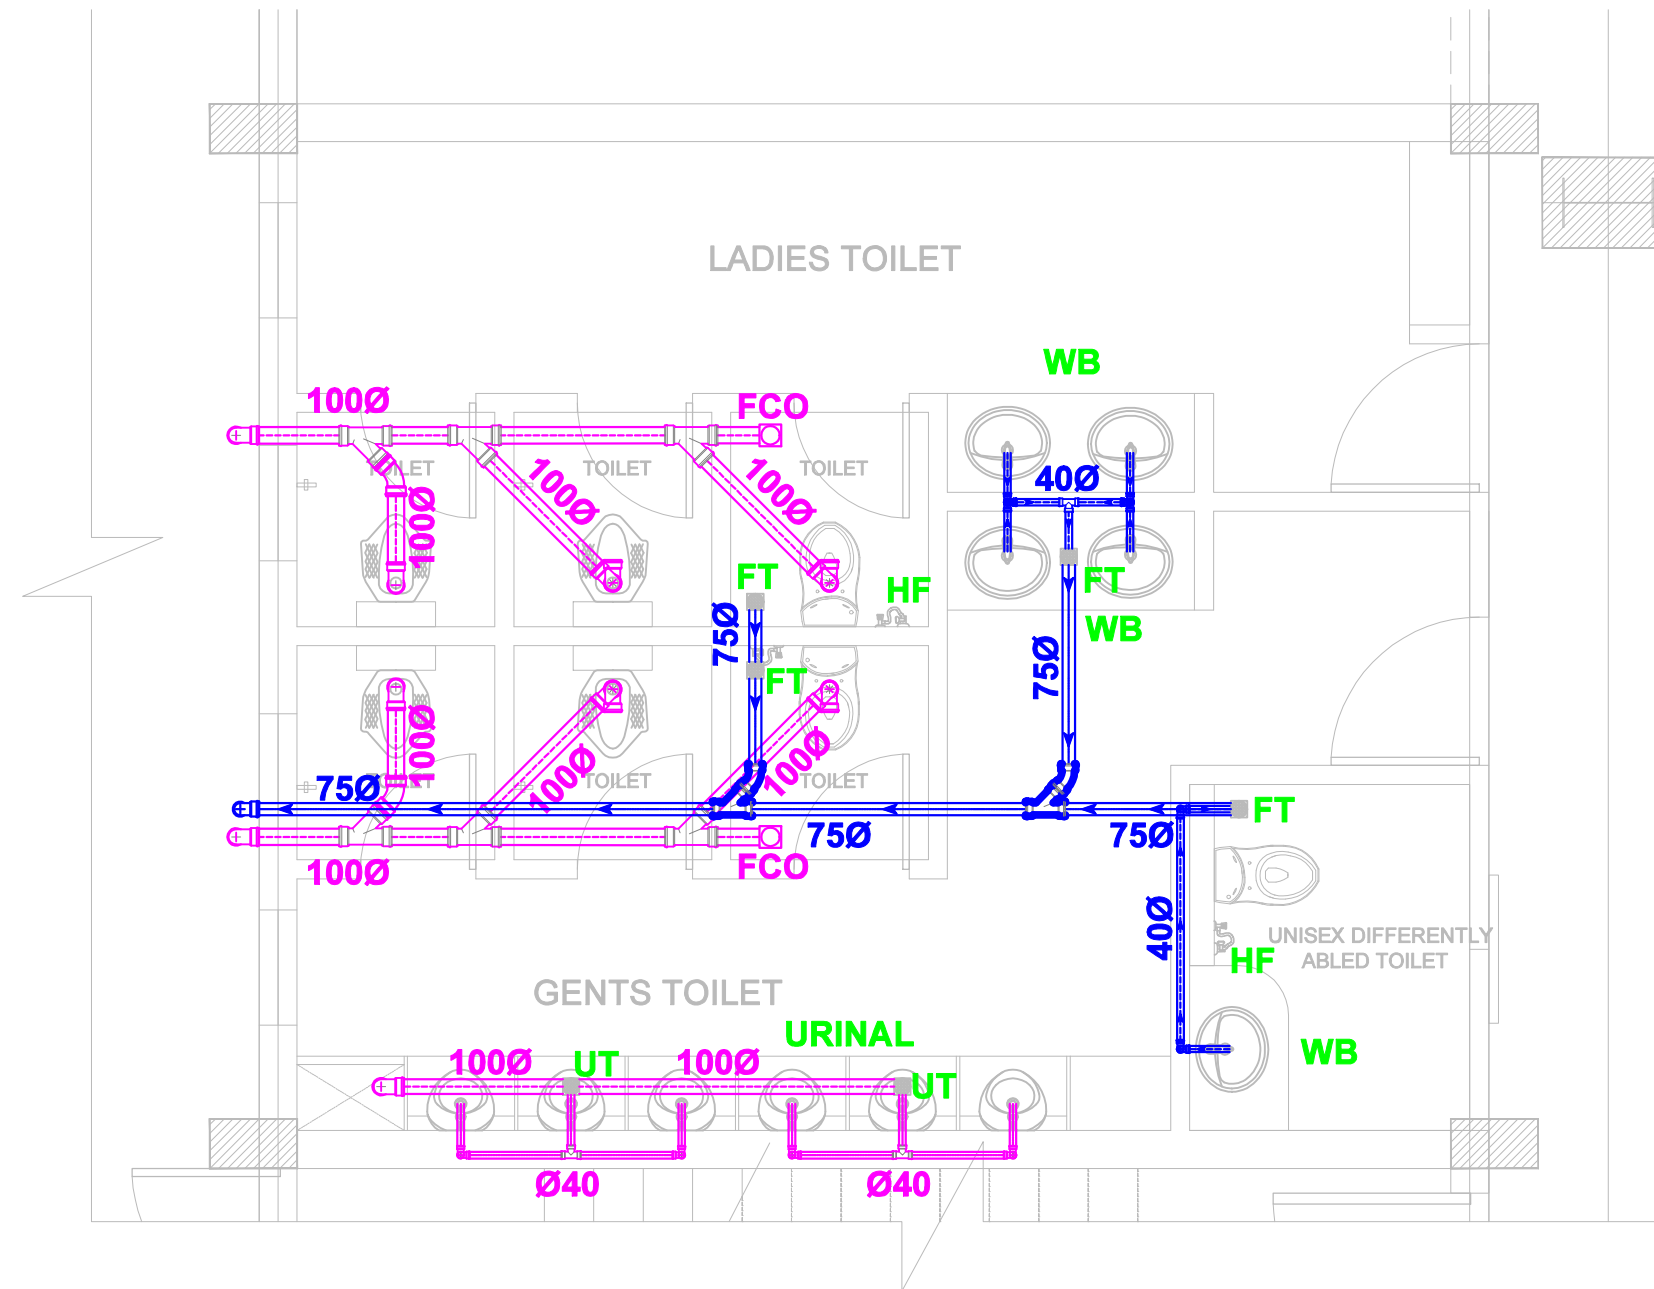 LADIES TOILET
WB
100Ø
FCO
TOILET
TOILET
TOILET
100Ø
100Ø
100Ø
40Ø
FT
HF
FT
WB
75Ø
FT
75Ø
100Ø
100Ø
100Ø
TOILET
TOILET
TOILET
75Ø
75Ø
75Ø
FT
100Ø
FCO
40Ø
UNISEX DIFFERENTLY
ABLED TOILET
HF
GENTS TOILET
URINAL
WB
100Ø
UT
100Ø
UT
Ø40
Ø40